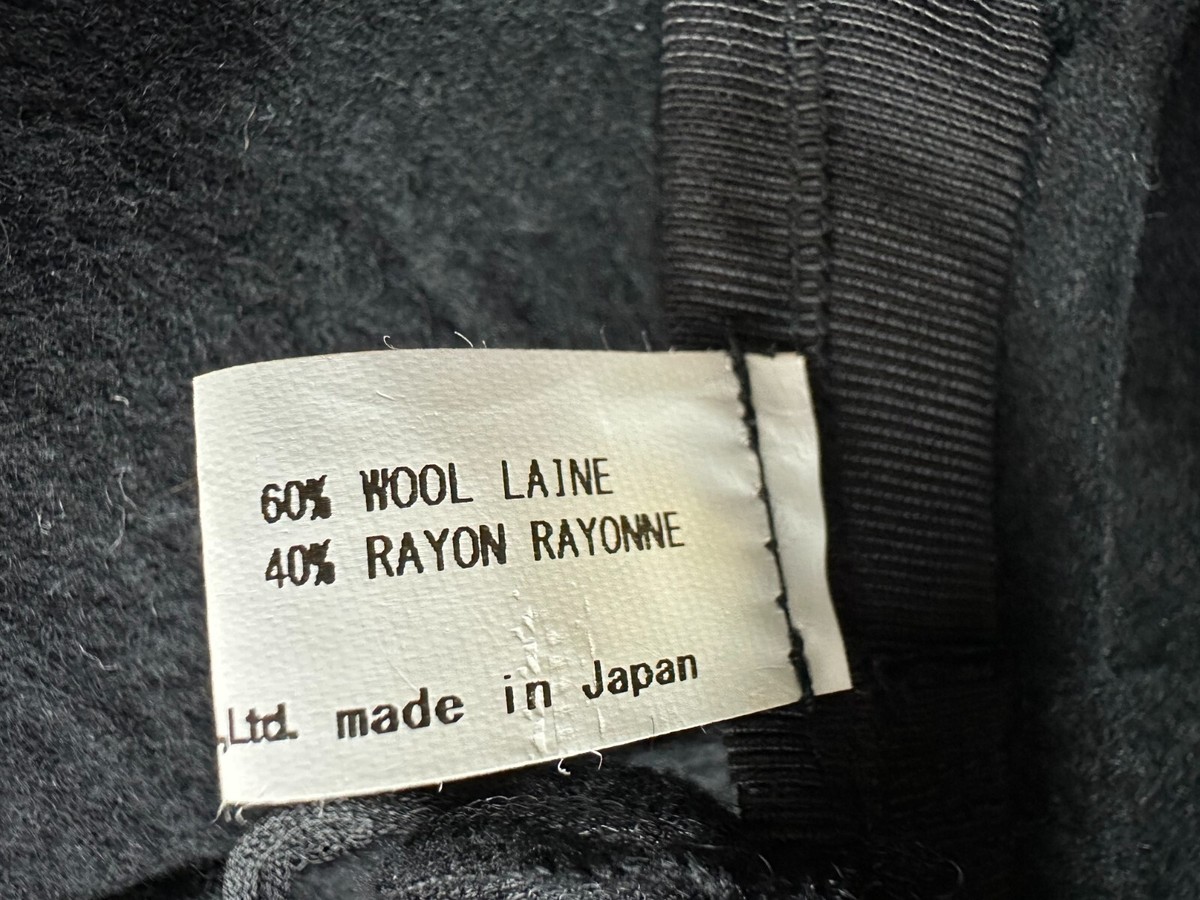 60% WOOL LAINE
40% RAYON RAYONNE
,Ltd. made in Japan